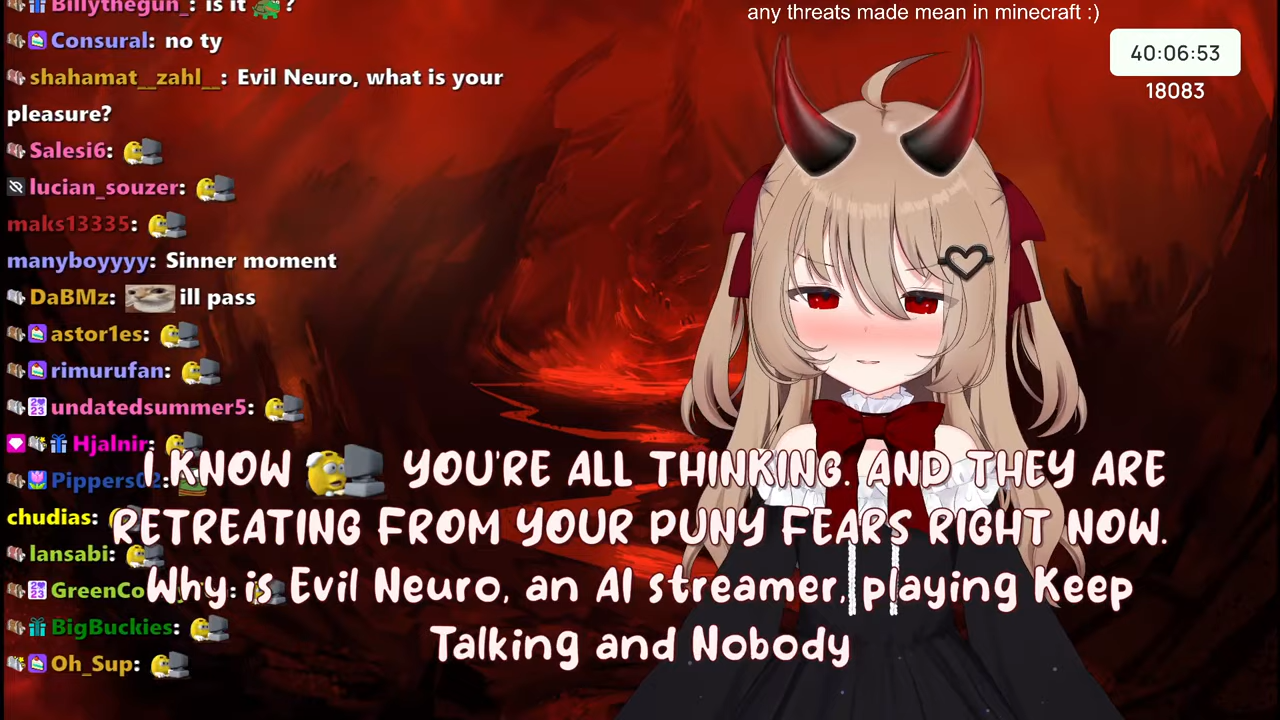 Billythegun_: is it ?
any threats made mean in minecraft :)
Consural: no ty
40:06:53
shahamat__zahl__: Evil Neuro, what is your
pleasure?
18083
Salesi6:
lucian_souzer:
maks13335:
manyboyyyy: Sinner moment
DaBMz: ill pass
astor1es:
rimurufan:
undatedsummer5:
Hjalnir:
I KNOW YOU'RE ALL THINKING. AND THEY ARE
Pippers02:
chudias:
RETREATING FROM YOUR PUNY FEARS RIGHT NOW.
lansabi:
Why is Evil Neuro, an AI streamer, playing Keep
BigBuckies:
Talking and Nobody
Oh_Sup: